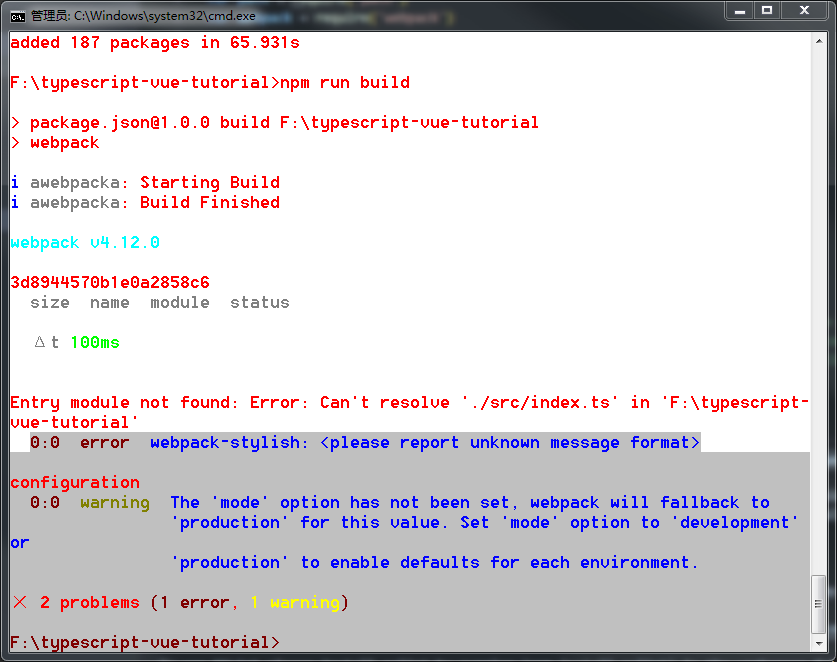 管理员: C:\Windows\system32\cmd.exe
added 187 packages in 65.931s
F:\typescript-vue-tutorial>npm run build
> package.json@1.0.0 build F:\typescript-vue-tutorial
> webpack
i awebpacka: Starting Build
i awebpacka: Build Finished
webpack v4.12.0
3d8944570b1e0a2858c6
size name module status
Δt 100ms
Entry module not found: Error: Can't resolve './src/index.ts' in 'F:\typescript-
vue-tutorial'
0:0 error webpack-stylish: <please report unknown message format>
configuration
0:0 warning The 'mode' option has not been set, webpack will fallback to
'production' for this value. Set 'mode' option to 'development'
or
'production' to enable defaults for each environment.
× 2 problems (1 error, 1 warning)
F:\typescript-vue-tutorial>